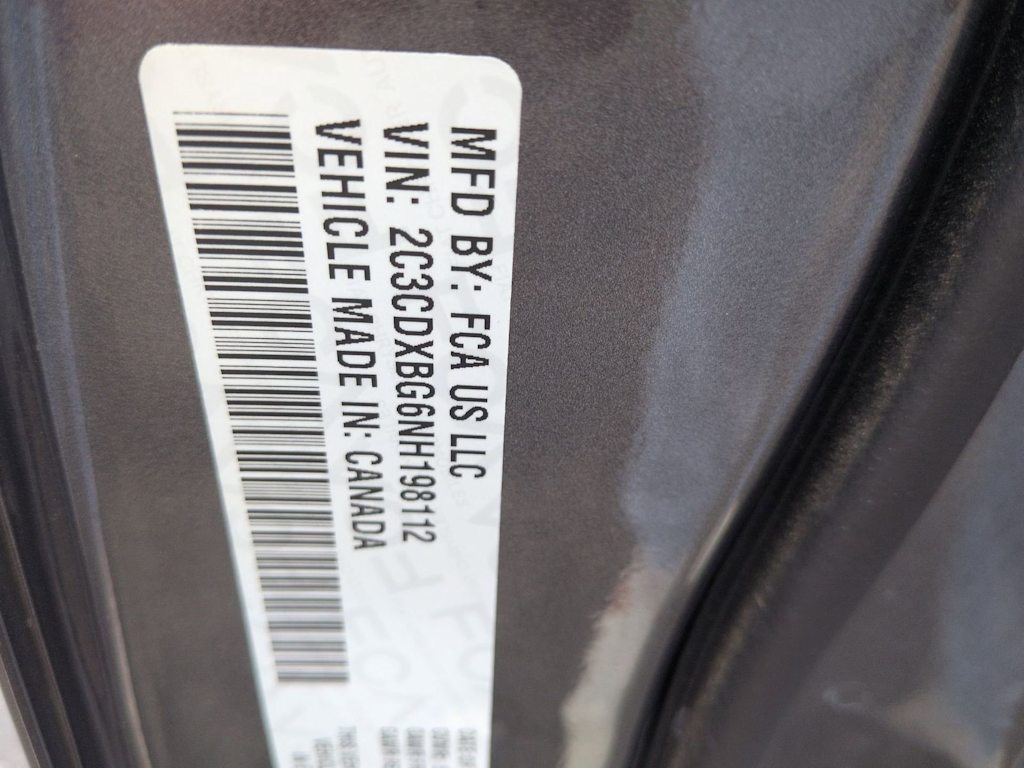 MFD BY: FCA US LLC
VIN: 2C3CDXBG6NH198112
VEHICLE MADE IN: CANADA